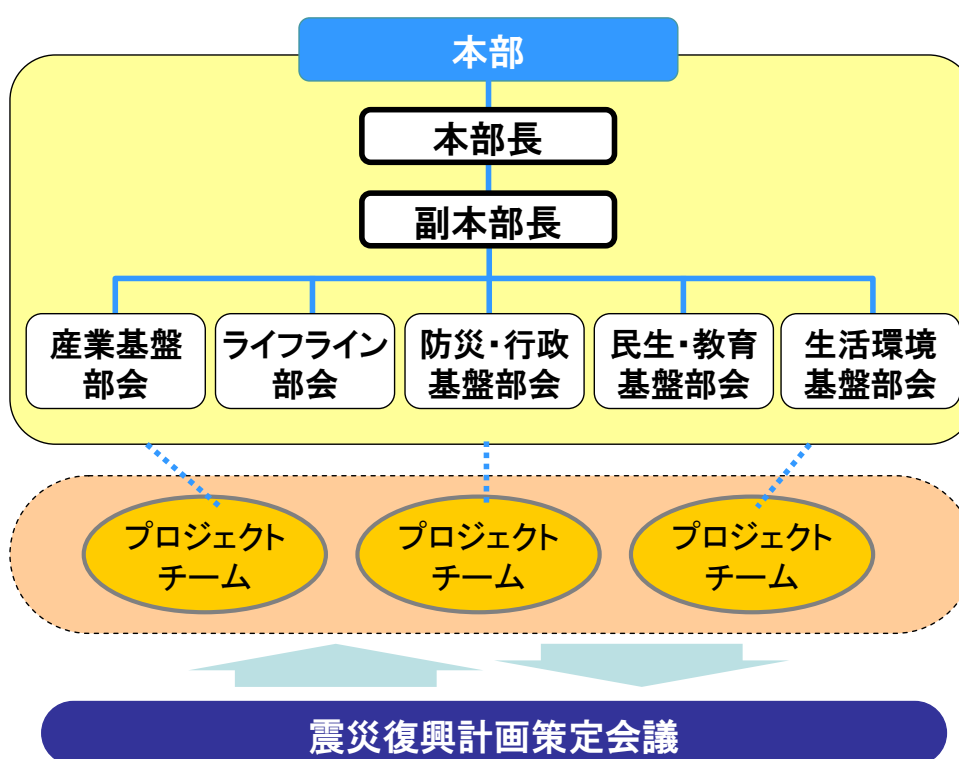 本部
本部長
副本部長
産業基盤
部会
ライフライン
部会
防災・行政
基盤部会
民生・教育
基盤部会
生活環境
基盤部会
プロジェクト
チーム
プロジェクト
チーム
プロジェクト
チーム
震災復興計画策定会議